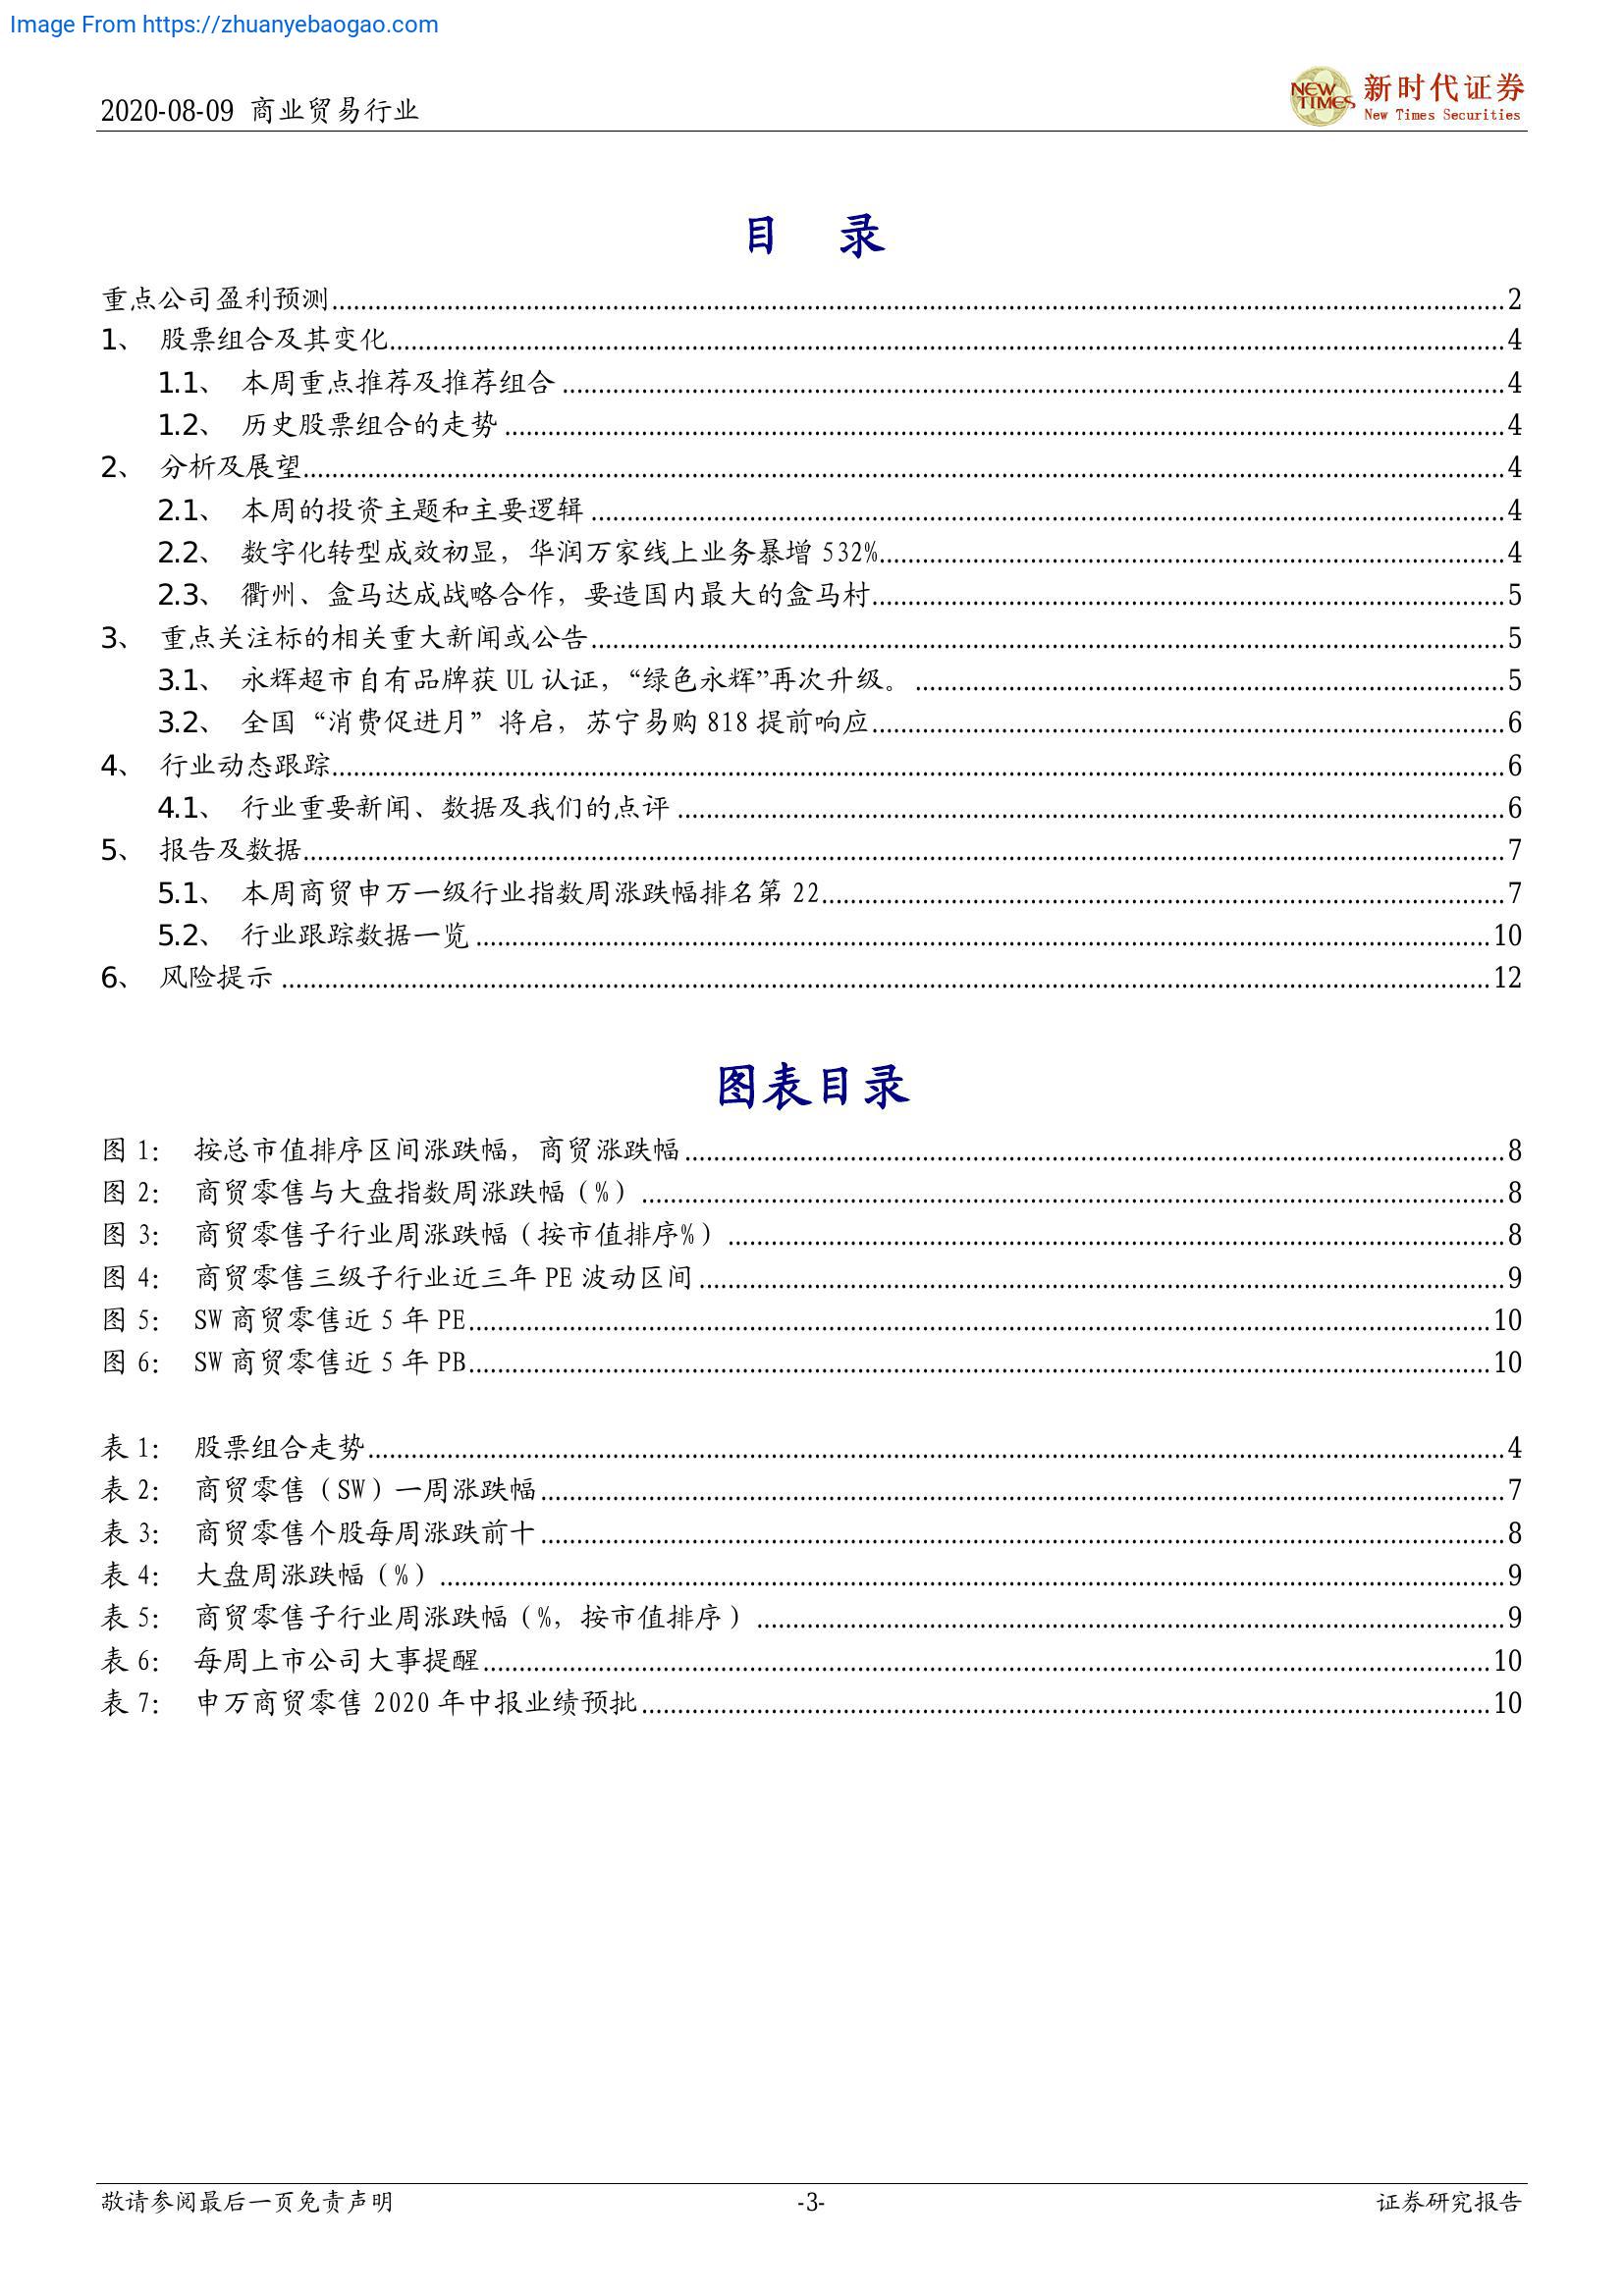 Image From https://zhuanyebaogao.com
2020-08-09 商业贸易行业
NEW TIMES 新时代证券
New Times Securities
目 录
重点公司盈利预测 2
1、 股票组合及其变化 4
1.1、 本周重点推荐及推荐组合 4
1.2、 历史股票组合的走势 4
2、 分析及展望 4
2.1、 本周的投资主题和主要逻辑 4
2.2、 数字化转型成效初显，华润万家线上业务暴增 532% 4
2.3、 衢州、盒马达成战略合作，要造国内最大的盒马村 5
3、 重点关注标的相关重大新闻或公告 5
3.1、 永辉超市自有品牌获 UL 认证，“绿色永辉”再次升级。 5
3.2、 全国“消费促进月”将启，苏宁易购 818 提前响应 6
4、 行业动态跟踪 6
4.1、 行业重要新闻、数据及我们的点评 6
5、 报告及数据 7
5.1、 本周商贸申万一级行业指数周涨跌幅排名第 22 7
5.2、 行业跟踪数据一览 10
6、 风险提示 12
图表目录
图 1： 按总市值排序区间涨跌幅，商贸涨跌幅 8
图 2： 商贸零售与大盘指数周涨跌幅（%） 8
图 3： 商贸零售子行业周涨跌幅（按市值排序%） 8
图 4： 商贸零售三级子行业近三年 PE 波动区间 9
图 5： SW 商贸零售近 5 年 PE 10
图 6： SW 商贸零售近 5 年 PB 10
表 1： 股票组合走势 4
表 2： 商贸零售（SW）一周涨跌幅 7
表 3： 商贸零售个股每周涨跌前十 8
表 4： 大盘周涨跌幅（%） 9
表 5： 商贸零售子行业周涨跌幅（%，按市值排序） 9
表 6： 每周上市公司大事提醒 10
表 7： 申万商贸零售 2020 年中报业绩预批 10
敬请参阅最后一页免责声明 -3- 证券研究报告